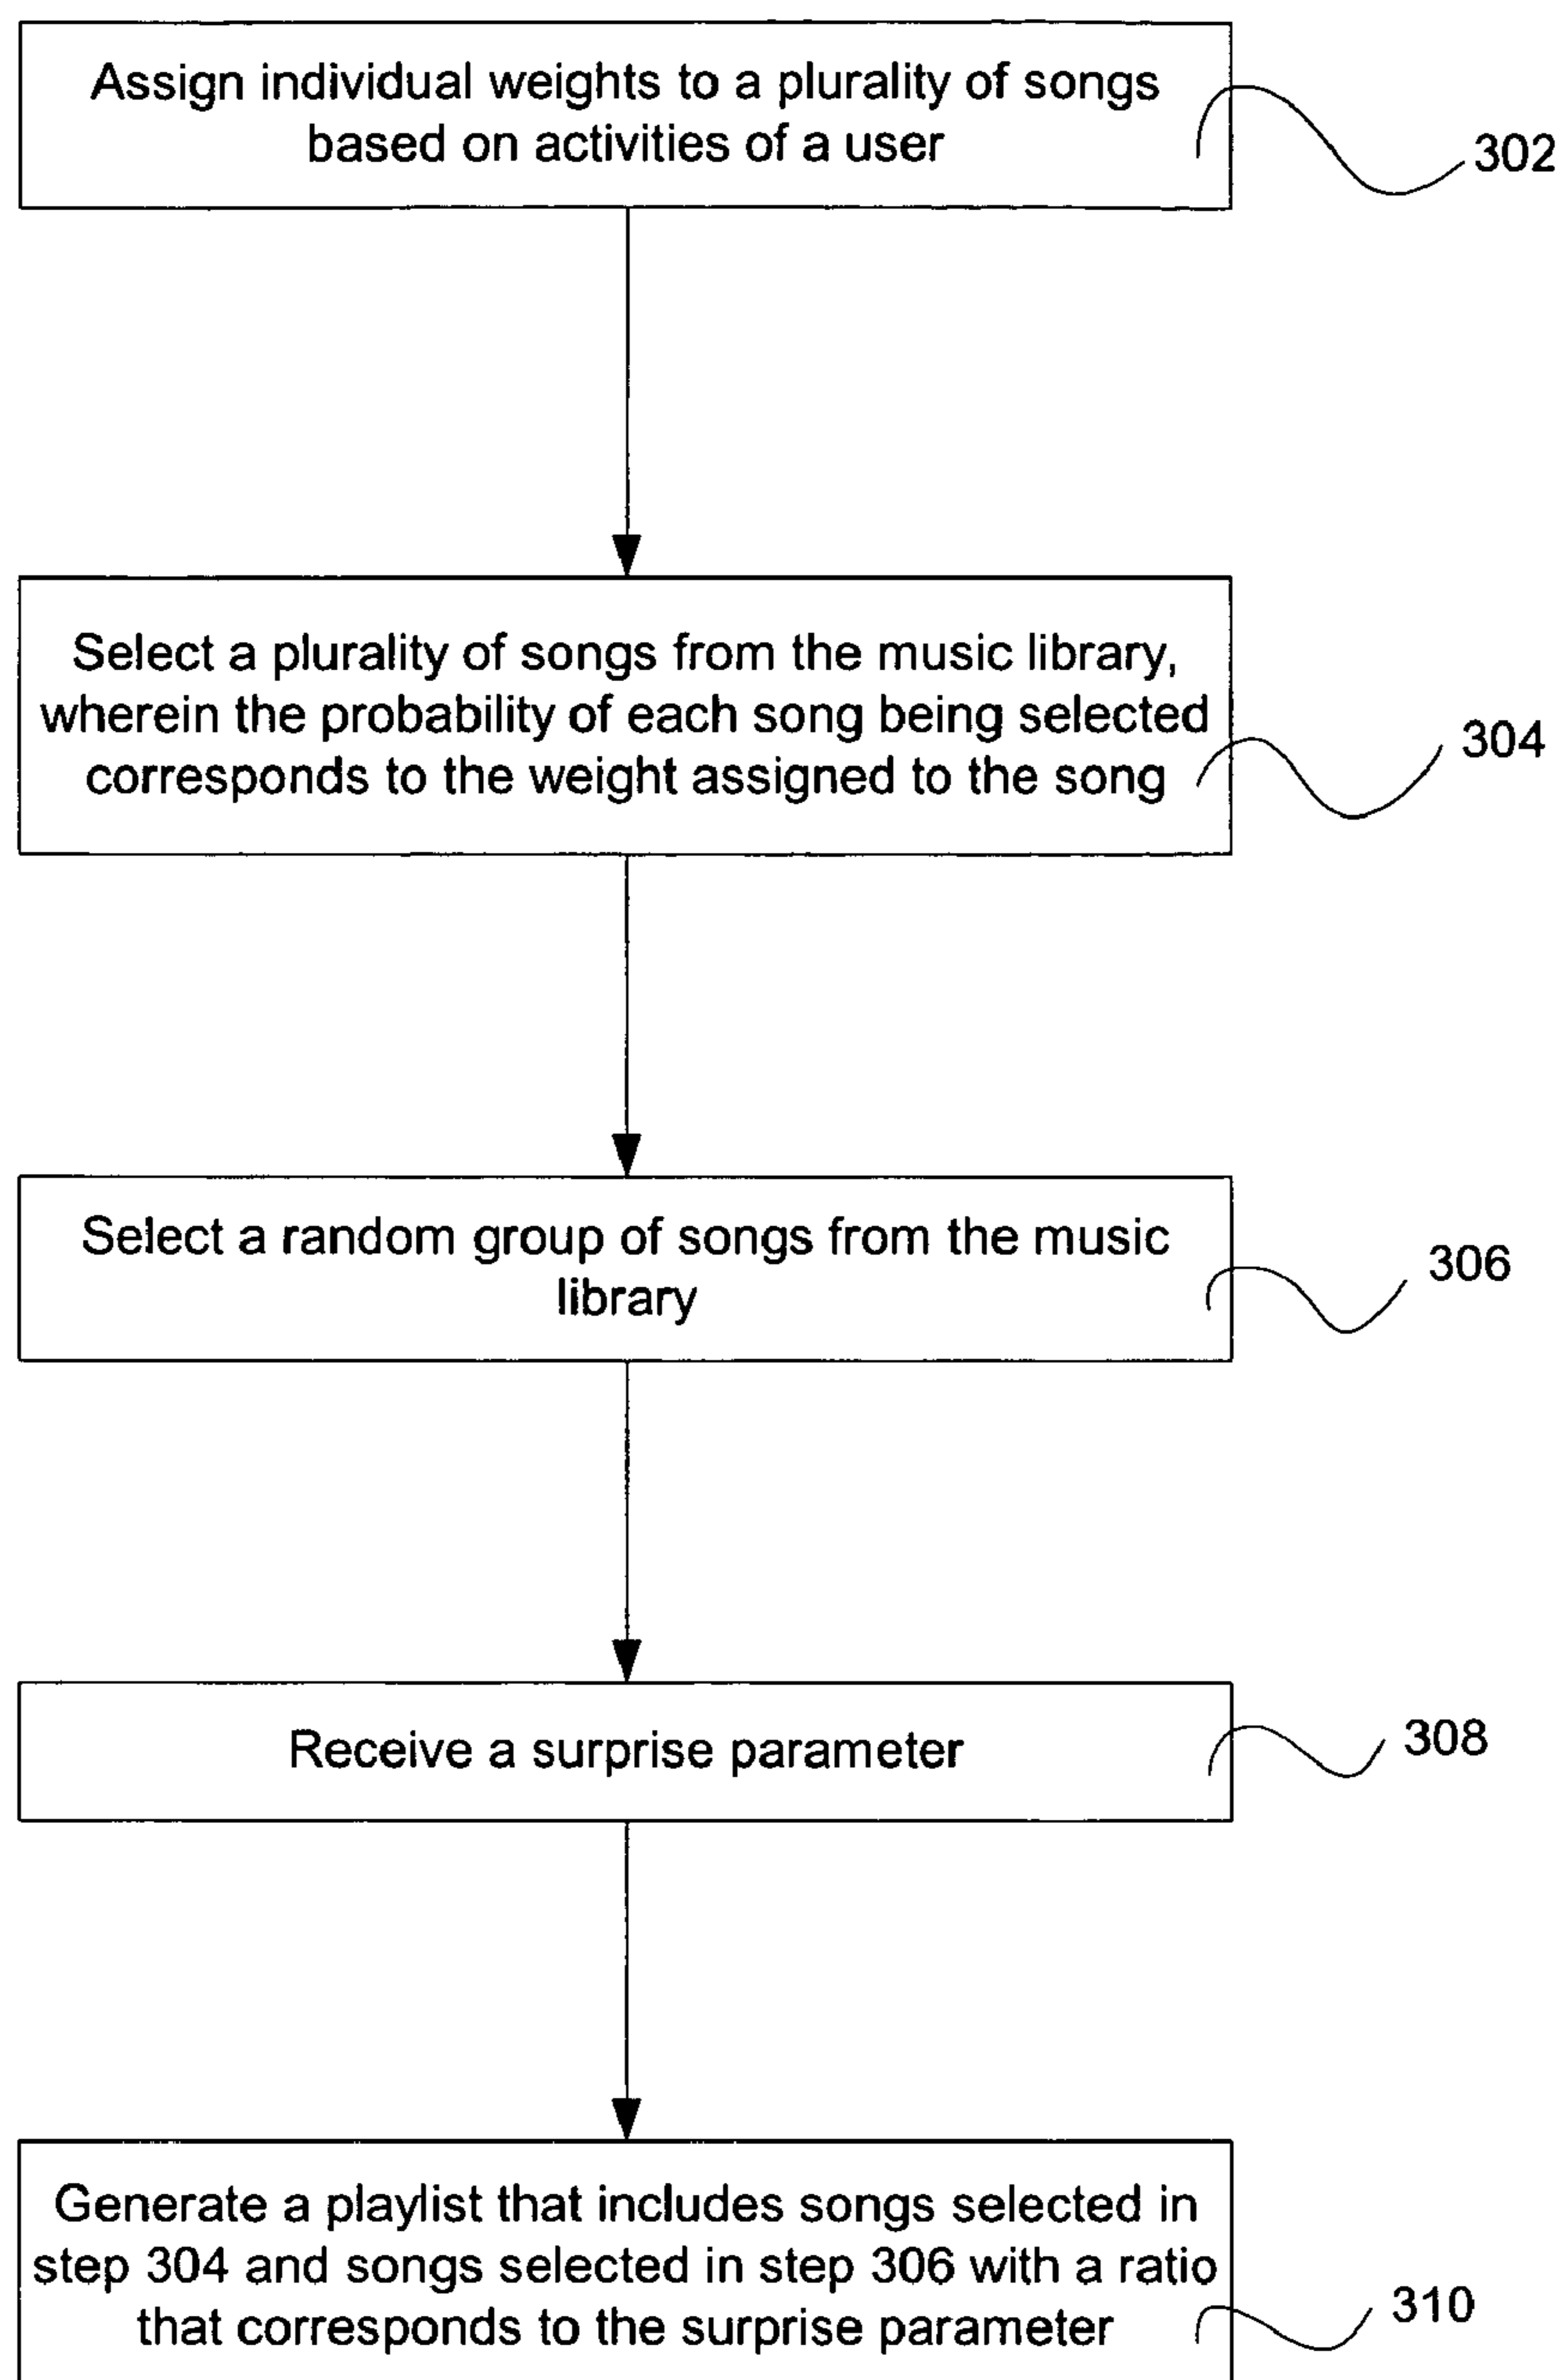 Assign individual weights to a plurality of songs
based on activities of a user
302
Select a plurality of songs from the music library,
wherein the probability of each song being selected
corresponds to the weight assigned to the song
304
Select a random group of songs from the music
library
306
Receive a surprise parameter
308
Generate a playlist that includes songs selected in
step 304 and songs selected in step 306 with a ratio
that corresponds to the surprise parameter
310